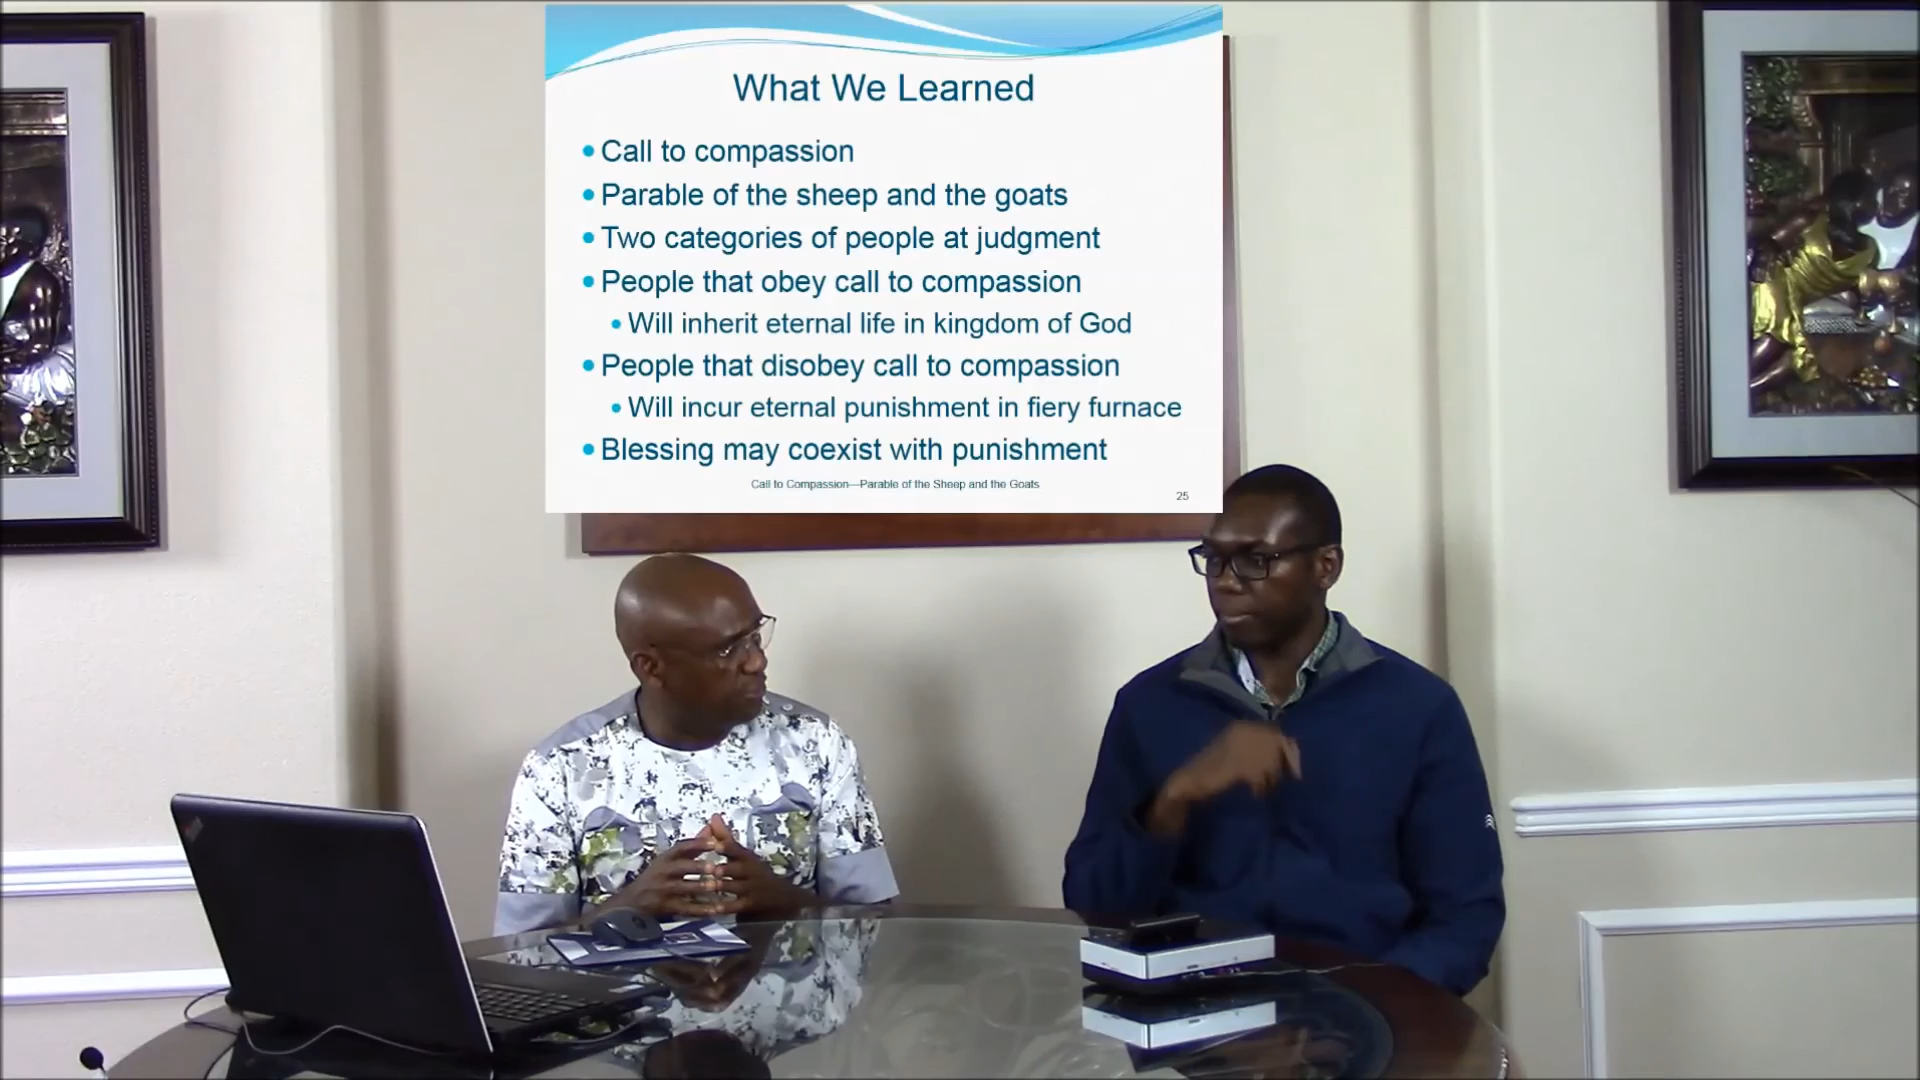 What We Learned
• Call to compassion
• Parable of the sheep and the goats
• Two categories of people at judgment
• People that obey call to compassion
• Will inherit eternal life in kingdom of God
• People that disobey call to compassion
• Will incur eternal punishment in fiery furnace
• Blessing may coexist with punishment
Call to Compassion—Parable of the Sheep and the Goats
25